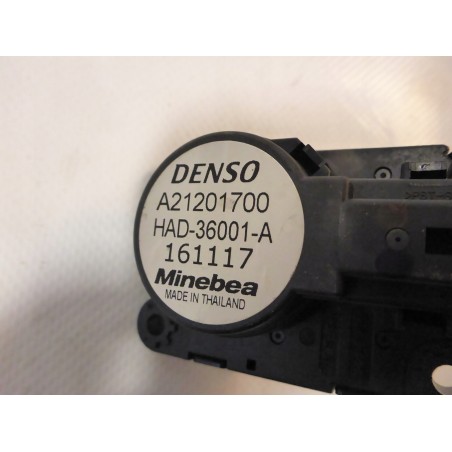 DENSO
A21201700
HAD-36001-A
161117
Minebea
MADE IN THAILAND